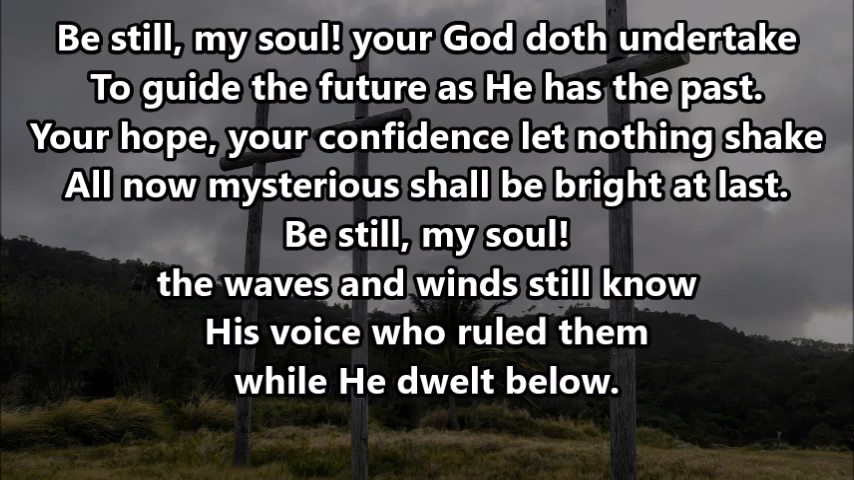 Be still, my soul! your God doth undertake
To guide the future as He has the past.
Your hope, your confidence let nothing shake
All now mysterious shall be bright at last.
Be still, my soul!
the waves and winds still know
His voice who ruled them
while He dwelt below.